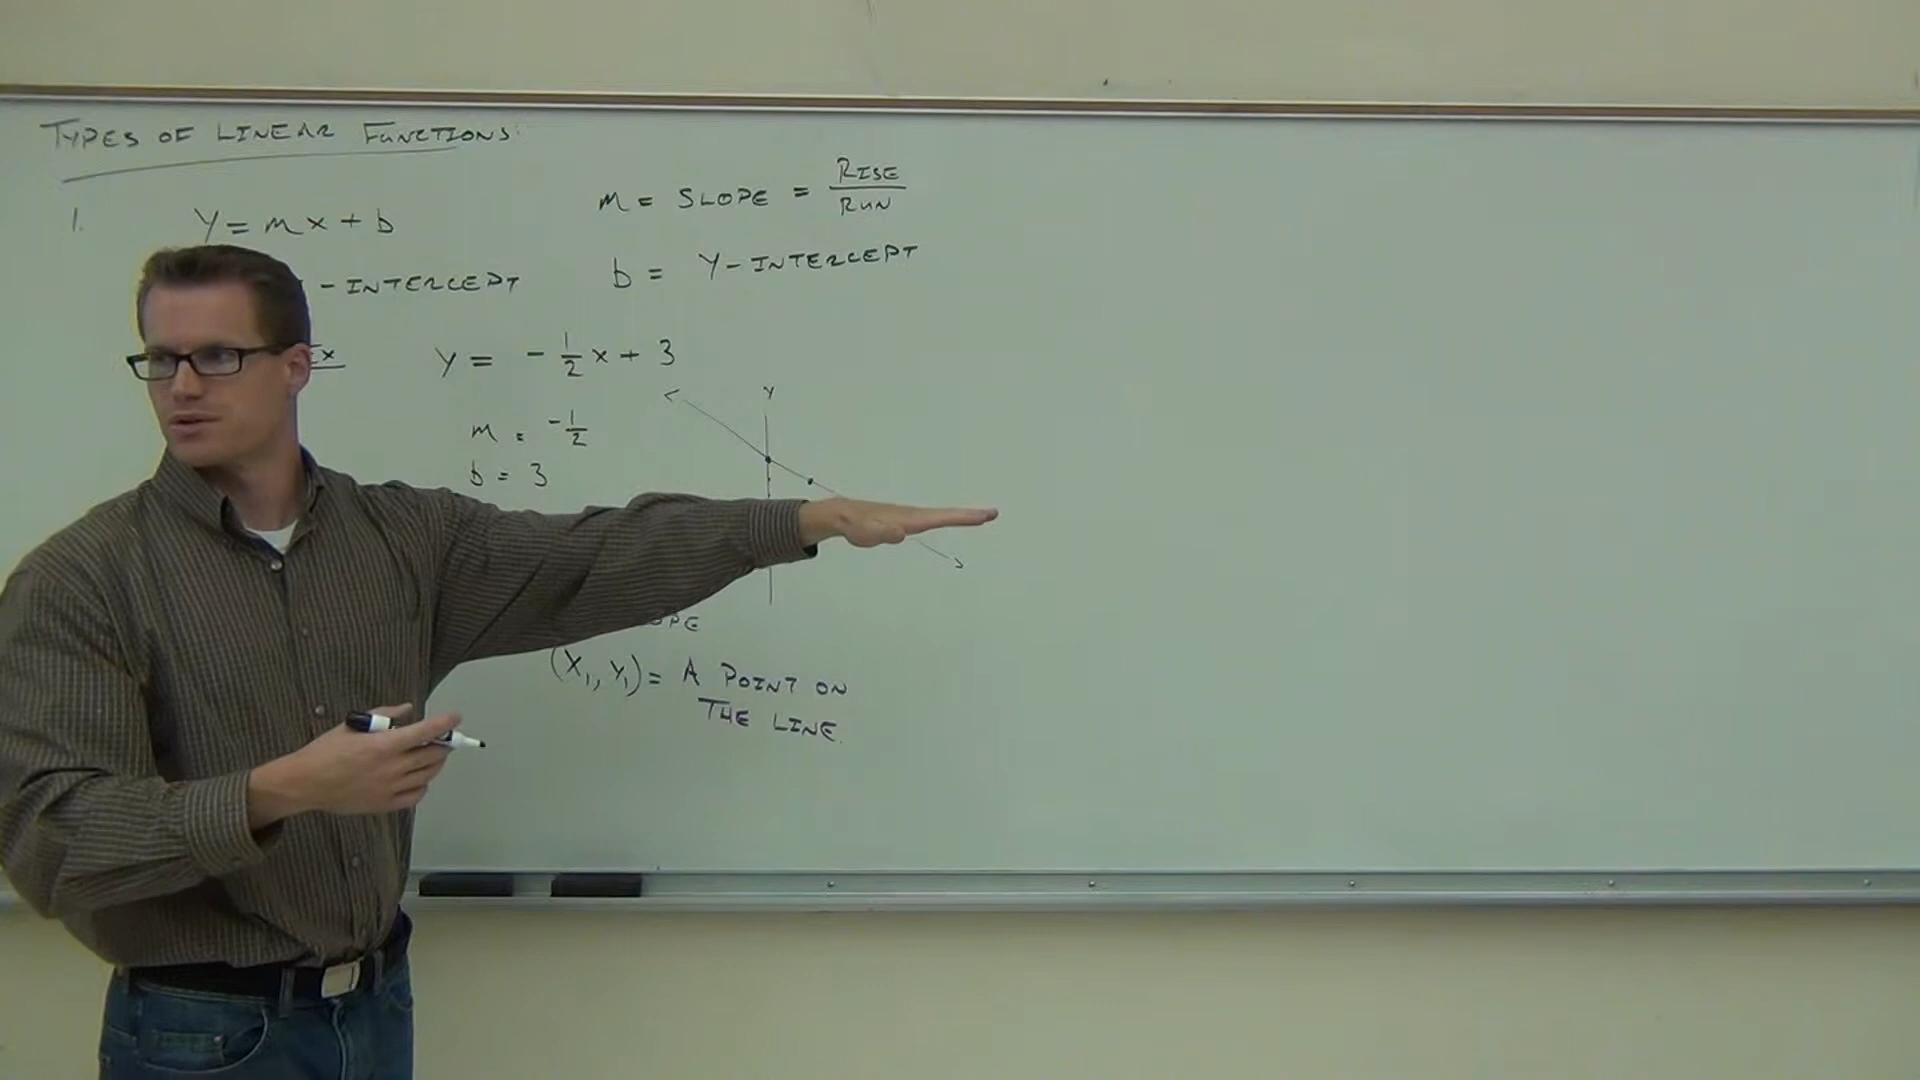 TYPES OF LINEAR FUNCTIONS:
1. Y = mx + b
m = SLOPE = RISE / RUN
- INTERCEPT
b = Y-INTERCEPT
EX Y = -1/2 x + 3
m = -1/2
b = 3
Y
(X₁, Y₁) = A POINT ON
THE LINE.